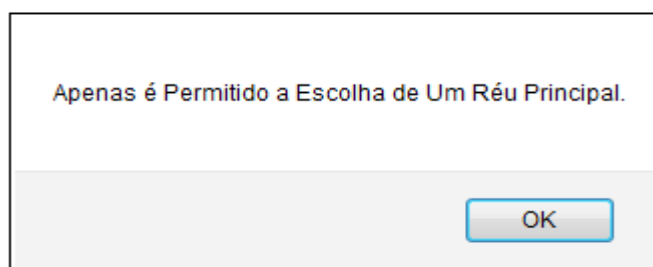 Apenas é Permitido a Escolha de Um Réu Principal.
OK